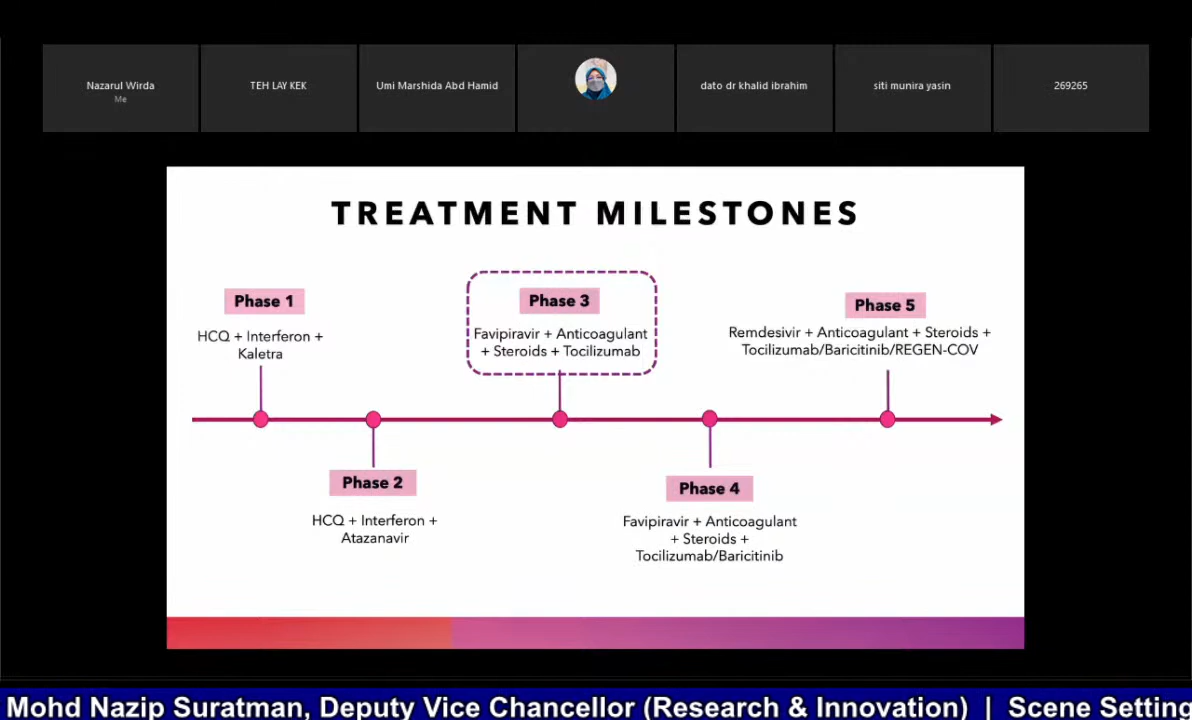 Nazarul Wirda
Me
TEH LAY KEK
Umi Marshida Abd Hamid
dato dr khalid ibrahim
siti munira yasin
269265
TREATMENT MILESTONES
Phase 1
HCQ + Interferon +
Kaletra
Phase 2
HCQ + Interferon +
Atazanavir
Phase 3
Favipiravir + Anticoagulant
+ Steroids + Tocilizumab
Phase 4
Favipiravir + Anticoagulant
+ Steroids +
Tocilizumab/Baricitinib
Phase 5
Remdesivir + Anticoagulant + Steroids +
Tocilizumab/Baricitinib/REGEN-COV
Mohd Nazip Suratman, Deputy Vice Chancellor (Research & Innovation) | Scene Setting